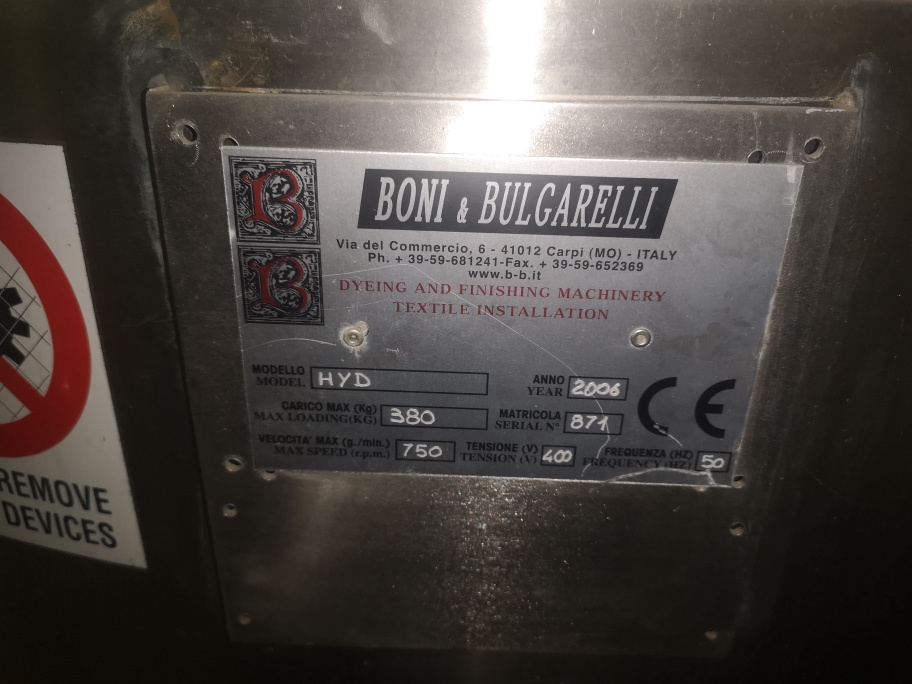 B
BONI & BULGARELLI
B
Via del Commercio, 6 - 41012 Carpi (MO) - ITALY
Ph. + 39-59-681241-Fax. + 39-59-652369
www.b-b.it
DYEING AND FINISHING MACHINERY
TEXTILE INSTALLATION
MODELLO
MODEL HYD
ANNO
YEAR 2006
CE
CARICO MAX (Kg)
MAX LOADING(KG) 380
MATRICOLA
SERIAL N° 871
VELOCITA' MAX (g./min.)
MAX SPEED (r.p.m.) 750
TENSIONE (V)
TENSION (V) 400
FREQUENZA (HZ)
FREQUENCY (HZ) 50
REMOVE
DEVICES